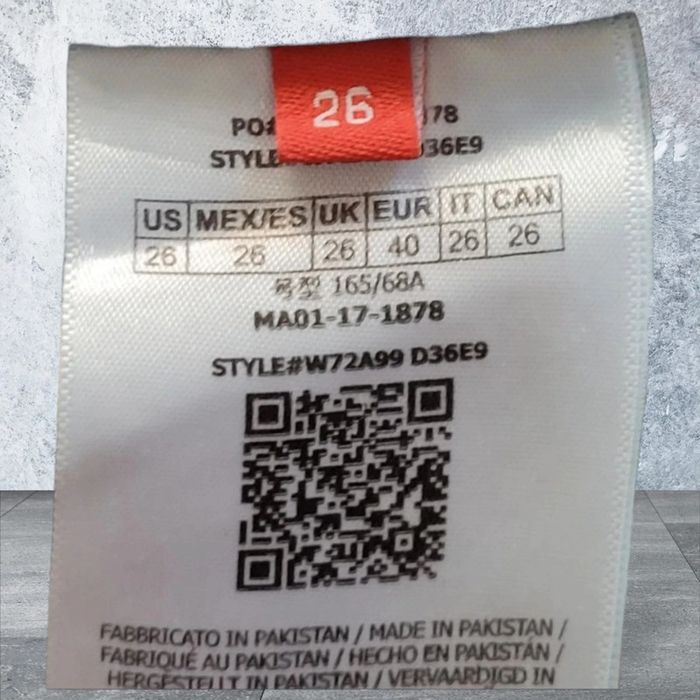 26
PO# 78
STYLE D36E9
US MEX/ES UK EUR IT CAN
26 26 26 40 26 26
号型 165/68A
MA01-17-1878
STYLE#W72A99 D36E9
FABBRICATO IN PAKISTAN / MADE IN PAKISTAN /
FABRIQUÉ AU PAKISTAN / HECHO EN PAKISTÁN /
HERGESTELLT IN PAKISTAN / VERVAARDIGD IN